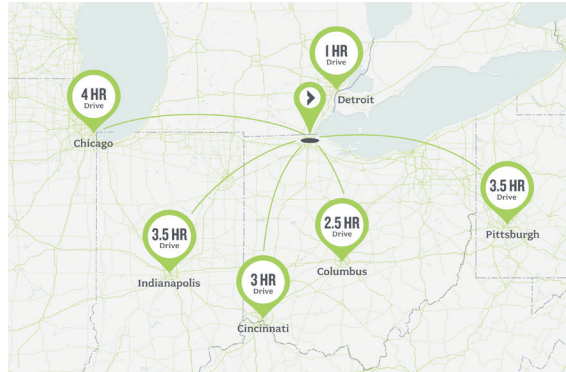 1 HR
Drive
Detroit
4 HR
Drive
Chicago
3.5 HR
Drive
Pittsburgh
2.5 HR
Drive
Columbus
3.5 HR
Drive
Indianapolis
3 HR
Drive
Cincinnati